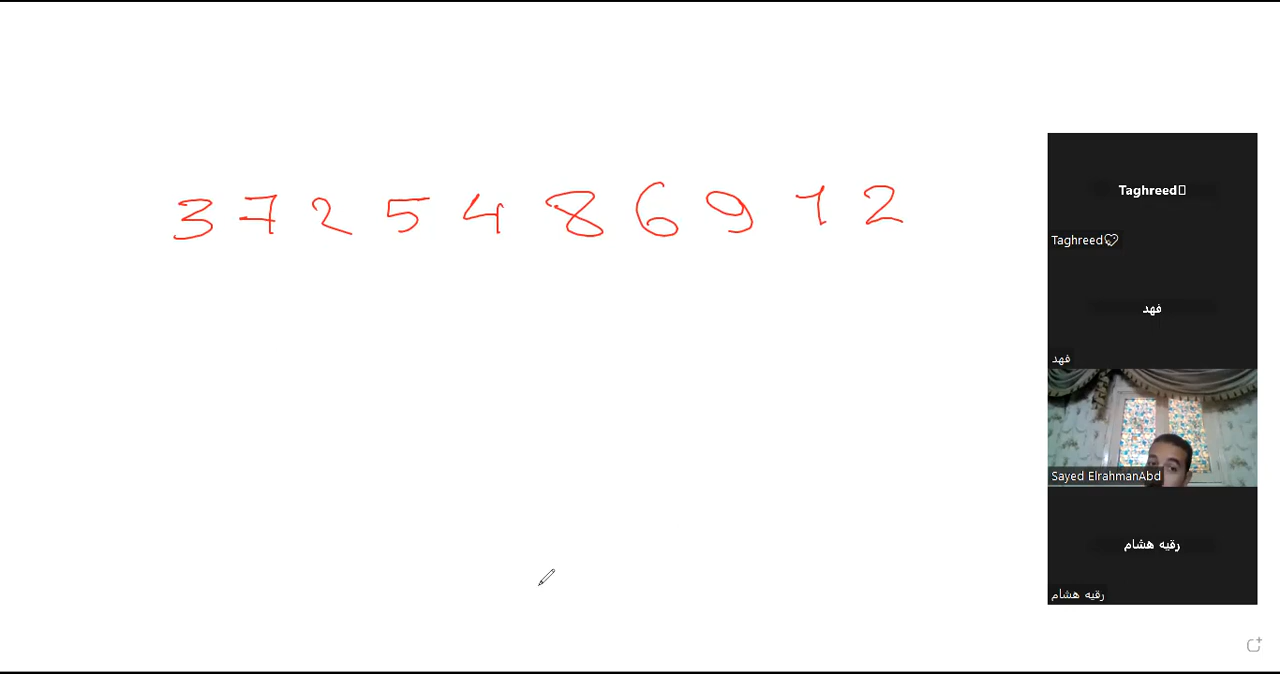 3 7 2 5 4 8 6 9 1 2
Taghreed▯
Taghreed♡
فهد
فهد
Sayed ElrahmanAbd
رقيه هشام
رقيه هشام